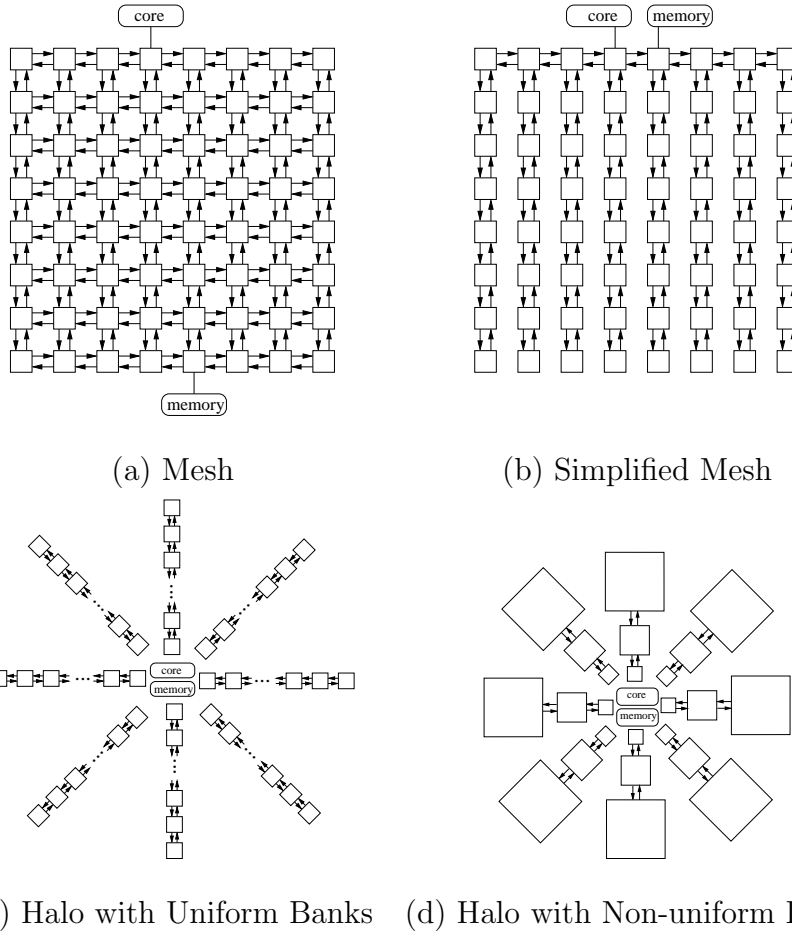 core
core memory
memory
(a) Mesh
(b) Simplified Mesh
core
memory
core
memory
) Halo with Uniform Banks
(d) Halo with Non-uniform